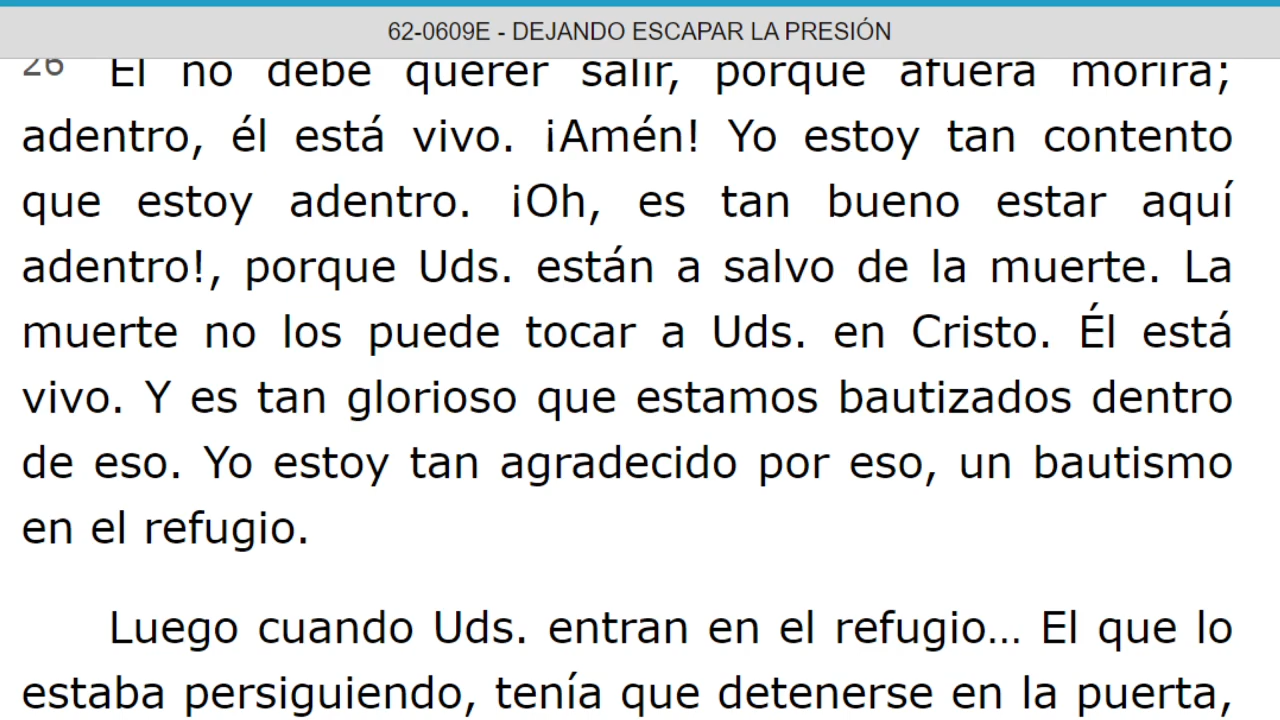 62-0609E - DEJANDO ESCAPAR LA PRESIÓN
26 Él no debe querer salir, porque afuera morirá;
adentro, él está vivo. ¡Amén! Yo estoy tan contento
que estoy adentro. ¡Oh, es tan bueno estar aquí
adentro!, porque Uds. están a salvo de la muerte. La
muerte no los puede tocar a Uds. en Cristo. Él está
vivo. Y es tan glorioso que estamos bautizados dentro
de eso. Yo estoy tan agradecido por eso, un bautismo
en el refugio.
Luego cuando Uds. entran en el refugio... El que lo
estaba persiguiendo, tenía que detenerse en la puerta,